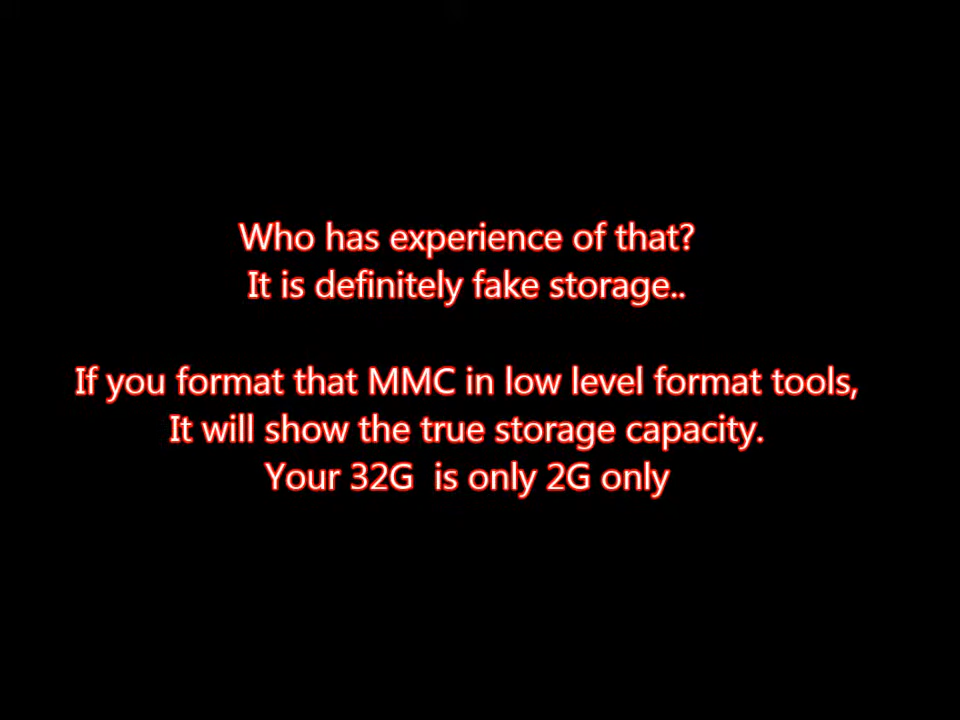 Who has experience of that?
It is definitely fake storage..
If you format that MMC in low level format tools,
It will show the true storage capacity.
Your 32G  is only 2G only